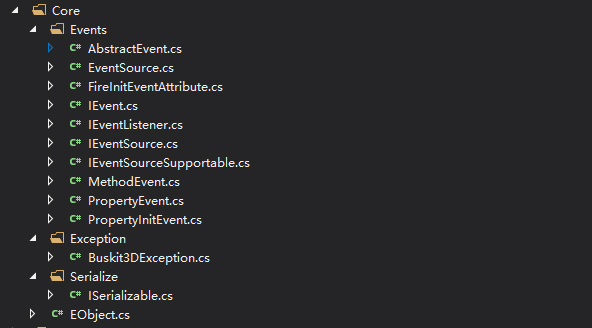 Core
Events
C# AbstractEvent.cs
C# EventSource.cs
C# FireInitEventAttribute.cs
C# IEvent.cs
C# IEventListener.cs
C# IEventSource.cs
C# IEventSourceSupportable.cs
C# MethodEvent.cs
C# PropertyEvent.cs
C# PropertyInitEvent.cs
Exception
C# Buskit3DException.cs
Serialize
C# ISerializable.cs
C# EObject.cs